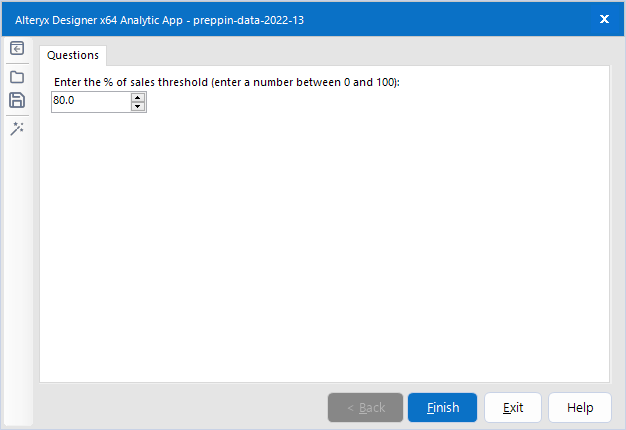 Alteryx Designer x64 Analytic App - preppin-data-2022-13
Questions
Enter the % of sales threshold (enter a number between 0 and 100):
80.0
< Back
Finish
Exit
Help